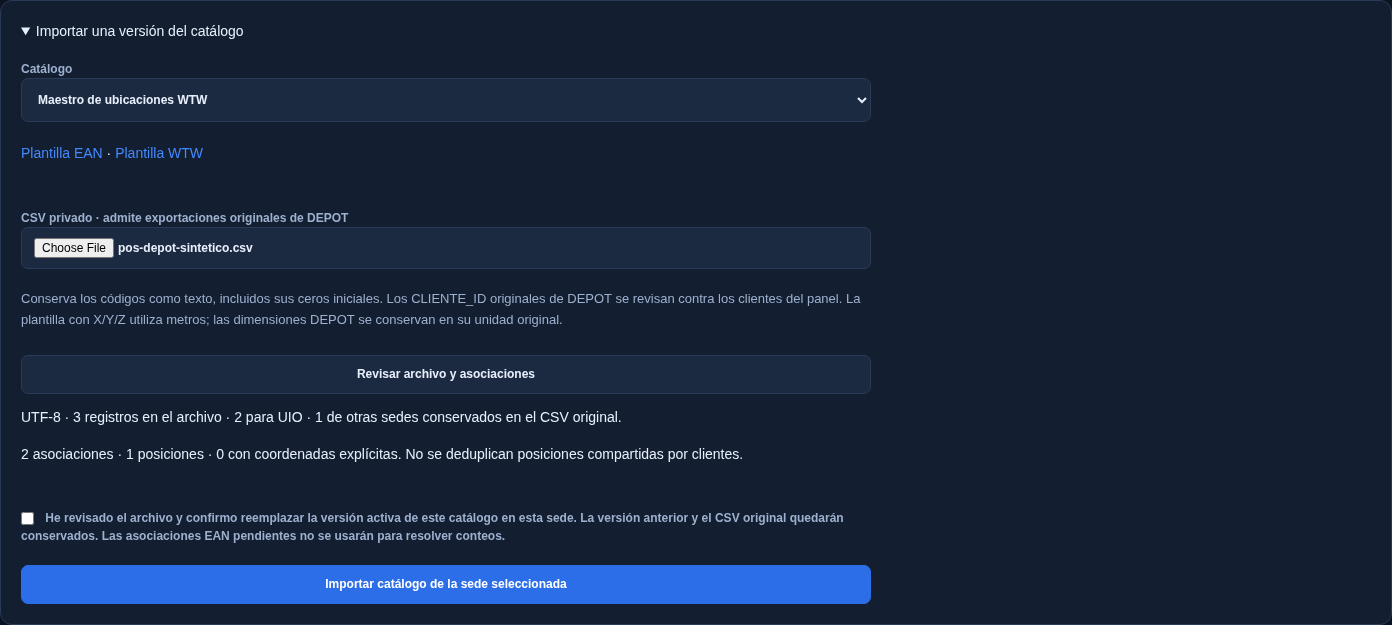 ▼ Importar una versión del catálogo
Catálogo
Maestro de ubicaciones WTW
Plantilla EAN · Plantilla WTW
CSV privado · admite exportaciones originales de DEPOT
Choose File pos-depot-sintetico.csv
Conserva los códigos como texto, incluidos sus ceros iniciales. Los CLIENTE_ID originales de DEPOT se revisan contra los clientes del panel. La
plantilla con X/Y/Z utiliza metros; las dimensiones DEPOT se conservan en su unidad original.
Revisar archivo y asociaciones
UTF-8 · 3 registros en el archivo · 2 para UIO · 1 de otras sedes conservados en el CSV original.
2 asociaciones · 1 posiciones · 0 con coordenadas explícitas. No se deduplican posiciones compartidas por clientes.
He revisado el archivo y confirmo reemplazar la versión activa de este catálogo en esta sede. La versión anterior y el CSV original quedarán
conservados. Las asociaciones EAN pendientes no se usarán para resolver conteos.
Importar catálogo de la sede seleccionada